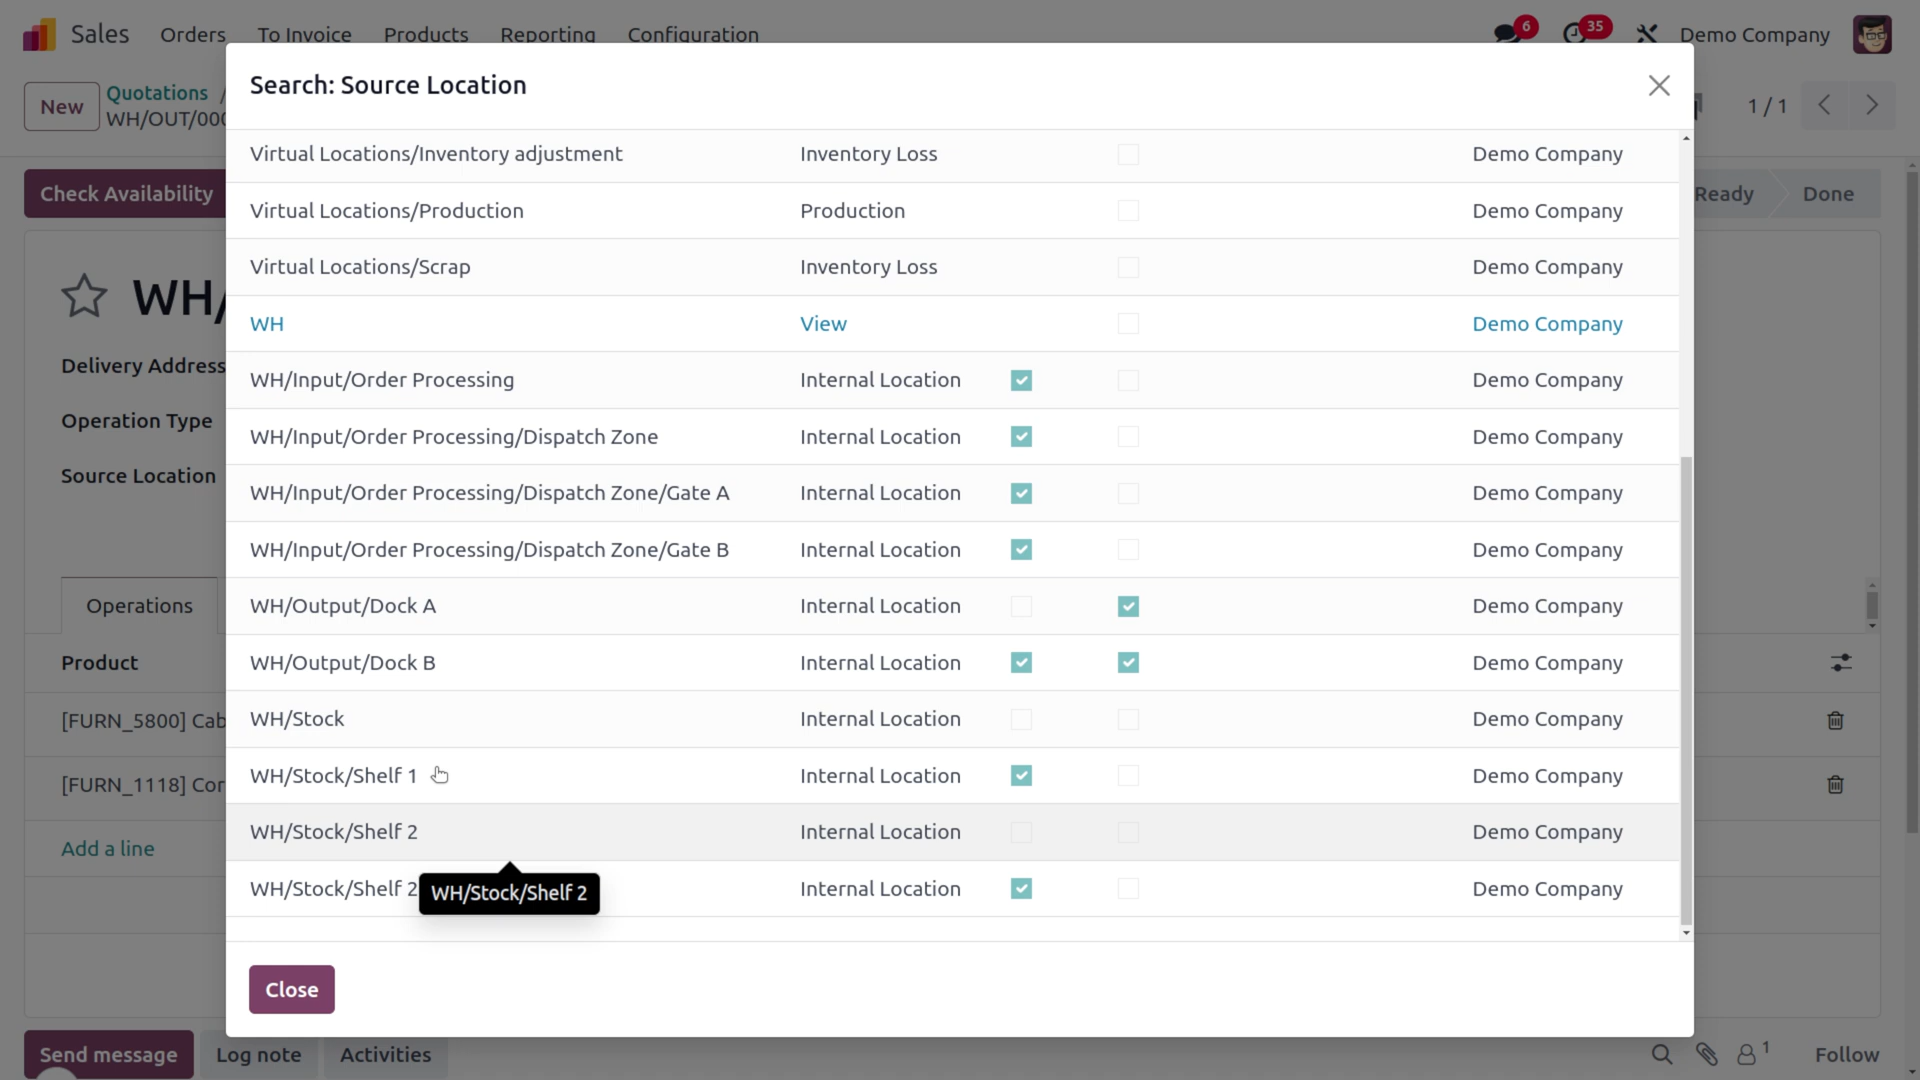 Sales Orders To Invoice Products Reporting Configuration 6 35 Demo Company
New Quotations /
WH/OUT/000
1 / 1
Search: Source Location
Check Availability
Ready Done
WH/
Delivery Address
Operation Type
Source Location
Operations
Product
[FURN_5800] Cab
[FURN_1118] Cor
Add a line
Virtual Locations/Inventory adjustment Inventory Loss Demo Company
Virtual Locations/Production Production Demo Company
Virtual Locations/Scrap Inventory Loss Demo Company
WH View Demo Company
WH/Input/Order Processing Internal Location Demo Company
WH/Input/Order Processing/Dispatch Zone Internal Location Demo Company
WH/Input/Order Processing/Dispatch Zone/Gate A Internal Location Demo Company
WH/Input/Order Processing/Dispatch Zone/Gate B Internal Location Demo Company
WH/Output/Dock A Internal Location Demo Company
WH/Output/Dock B Internal Location Demo Company
WH/Stock Internal Location Demo Company
WH/Stock/Shelf 1 Internal Location Demo Company
WH/Stock/Shelf 2 Internal Location Demo Company
WH/Stock/Shelf 2 Internal Location Demo Company
WH/Stock/Shelf 2
Close
Send message Log note Activities 1 Follow